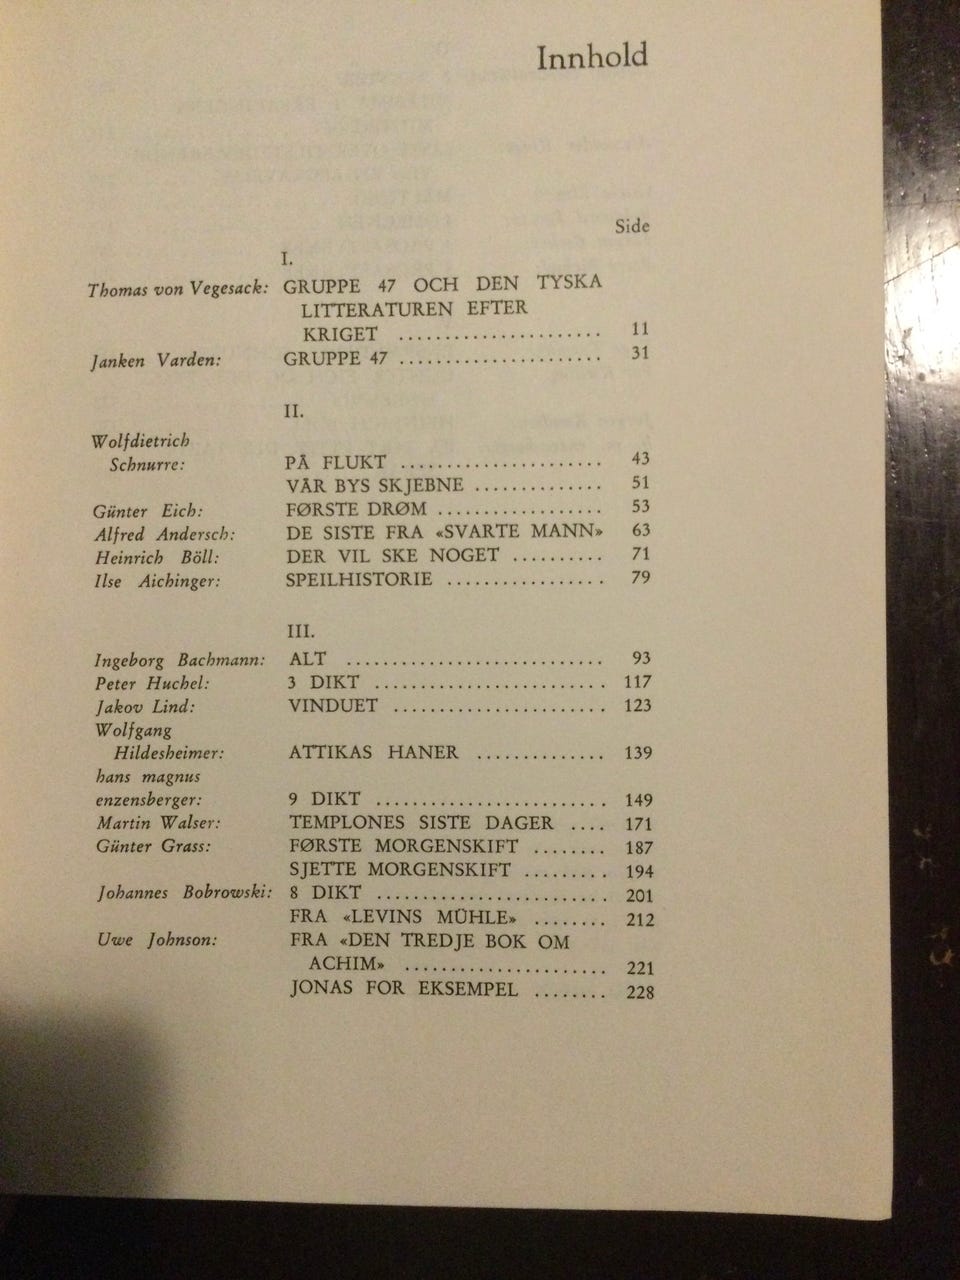 Innhold
Side
I.
Thomas von Vegesack: GRUPPE 47 OCH DEN TYSKA
LITTERATUREN EFTER
KRIGET ...................... 11
Janken Varden: GRUPPE 47 ...................... 31
II.
Wolfdietrich
Schnurre: PÅ FLUKT ...................... 43
VÅR BYS SKJEBNE .............. 51
Günter Eich: FØRSTE DRØM .................. 53
Alfred Andersch: DE SISTE FRA «SVARTE MANN» 63
Heinrich Böll: DER VIL SKE NOGET .......... 71
Ilse Aichinger: SPEILHISTORIE ................. 79
III.
Ingeborg Bachmann: ALT ............................ 93
Peter Huchel: 3 DIKT ......................... 117
Jakov Lind: VINDUET ....................... 123
Wolfgang
Hildesheimer: ATTIKAS HANER .............. 139
hans magnus
enzensberger: 9 DIKT ......................... 149
Martin Walser: TEMPLONES SISTE DAGER .... 171
Günter Grass: FØRSTE MORGENSKIFT ........ 187
SJETTE MORGENSKIFT ......... 194
Johannes Bobrowski: 8 DIKT ......................... 201
FRA «LEVINS MÜHLE» ........ 212
Uwe Johnson: FRA «DEN TREDJE BOK OM
ACHIM» ...................... 221
JONAS FOR EKSEMPEL ........ 228